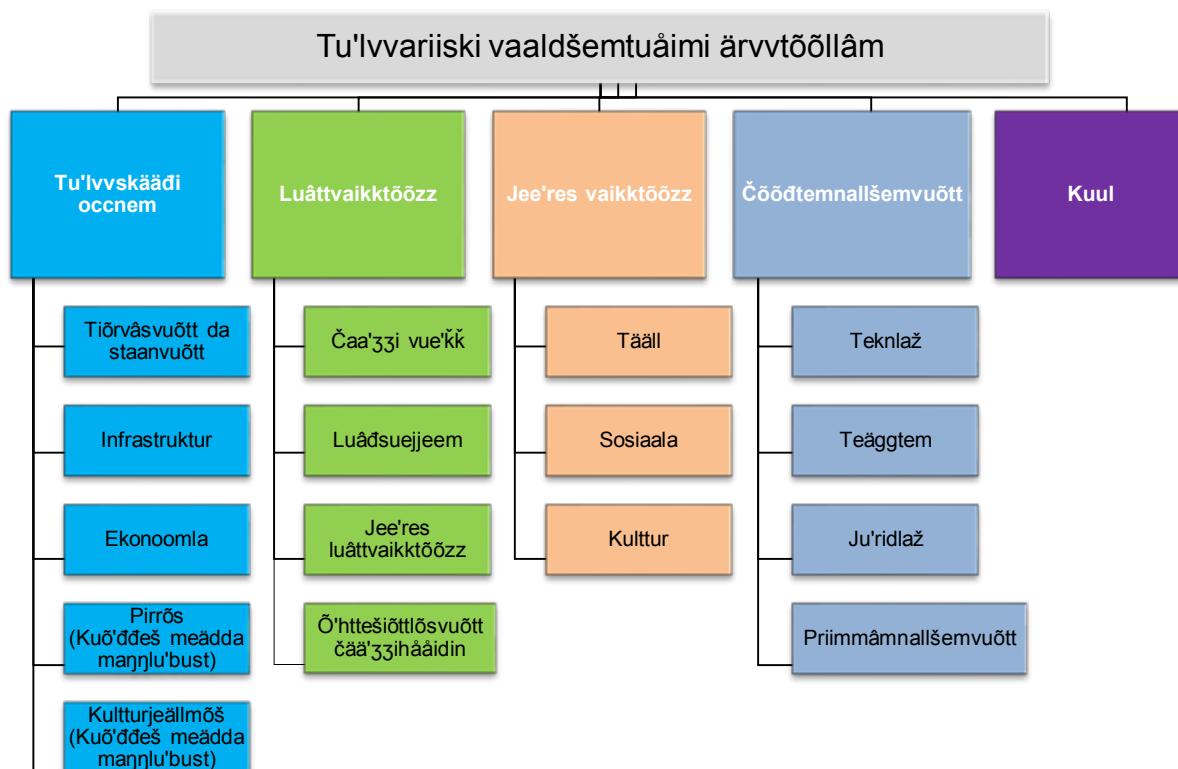 Tu'lvvariiski vaaldšemtuåimi ärvvtõõllâm
Tu'lvvskääđi
occnem
Luâttvaikktõõzz
Jee'res vaikktõõzz
Čõõđtemnallšemvuõtt
Kuul
Tiõrvâsvuõtt da
staanvuõtt
Infrastruktur
Ekonoomla
Pirrõs
(Kuõ'đđeš meädda
maŋŋlu'bust)
Kultturjeällmõš
(Kuõ'đđeš meädda
maŋŋlu'bust)
Čaa'ʒʒi vue'ǩǩ
Luâđsuejjeem
Jee'res
luâttvaikktõõzz
Õ'httešiõttlõsvuõtt
čää'ʒʒihååidin
Tääll
Sosiaala
Kulttur
Teknlaž
Teäggtem
Ju'ridlaž
Priimmâmnallšemvuõtt